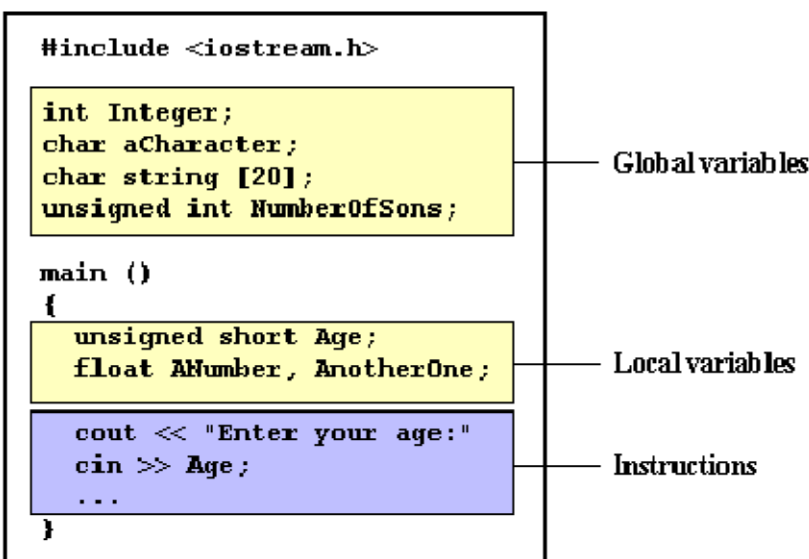 #include <iostream.h>
int Integer;
char aCharacter;
char string [20];
unsigned int NumberOfSons;
Global variables
main ()
{
unsigned short Age;
float ANumber, AnotherOne;
Local variables
cout << "Enter your age:"
cin >> Age;
...
Instructions
}